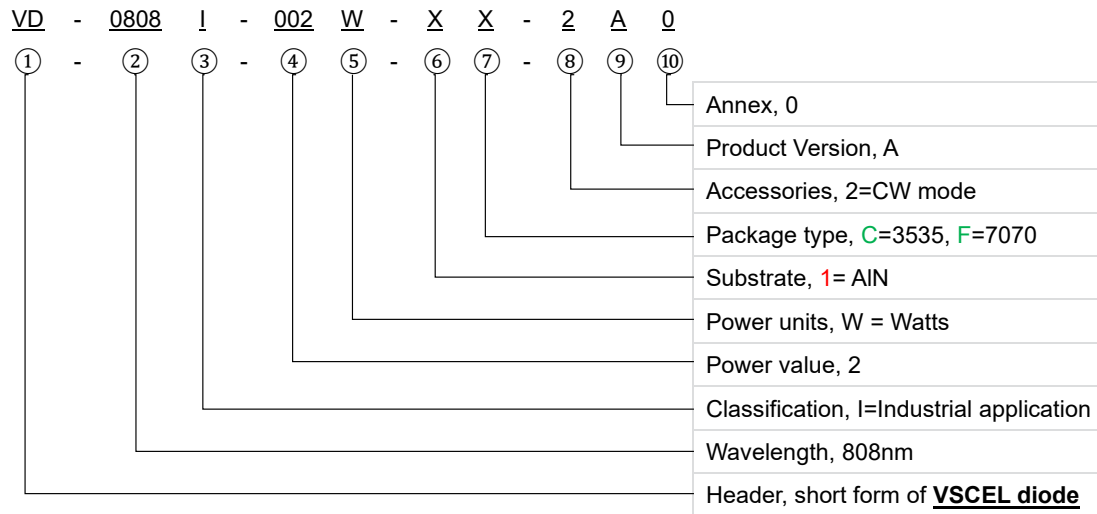 VD - 0808 I - 002 W - X X - 2 A 0
① - ② ③ - ④ ⑤ - ⑥ ⑦ - ⑧ ⑨ ⑩
Annex, 0
Product Version, A
Accessories, 2=CW mode
Package type, C=3535, F=7070
Substrate, 1= AlN
Power units, W = Watts
Power value, 2
Classification, I=Industrial application
Wavelength, 808nm
Header, short form of VSCEL diode